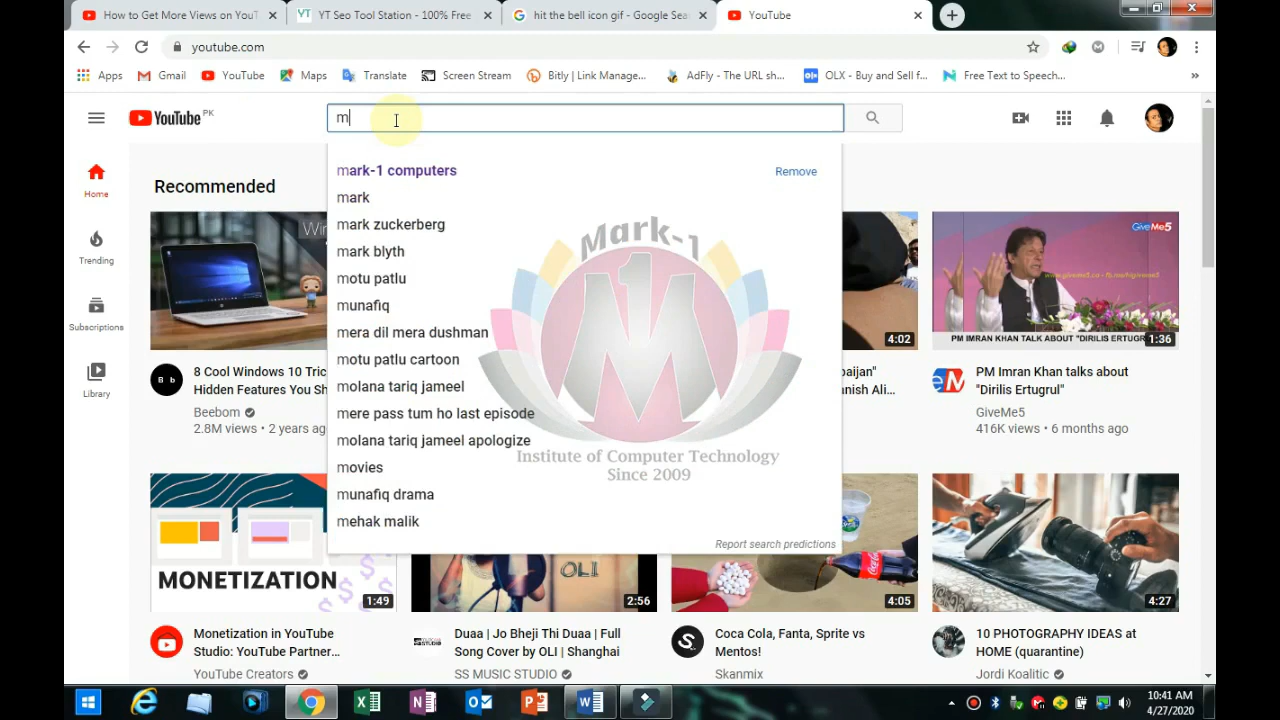 How to Get More Views on YouT
YT Seo Tool Station - 100% Free
hit the bell icon gif - Google Sea
YouTube
youtube.com
Apps
Gmail
YouTube
Maps
Translate
Screen Stream
Bitly | Link Manage...
AdFly - The URL sh...
OLX - Buy and Sell f...
Free Text to Speech...
YouTube PK
m
mark-1 computers
Remove
mark
mark zuckerberg
mark blyth
motu patlu
munafiq
mera dil mera dushman
motu patlu cartoon
molana tariq jameel
mere pass tum ho last episode
molana tariq jameel apologize
movies
munafiq drama
mehak malik
Report search predictions
Mark-1
1
M
Institute of Computer Technology
Since 2009
Home
Trending
Subscriptions
Library
Recommended
8 Cool Windows 10 Tric
Hidden Features You Sh
Beebom
2.8M views • 2 years ag
4:02
paijan"
nish Ali...
GiveMe5
PM IMRAN KHAN TALK ABOUT "DIRILIS ERTUGRUL
1:36
PM Imran Khan talks about
"Dirilis Ertugrul"
GiveMe5
416K views • 6 months ago
MONETIZATION
1:49
Monetization in YouTube
Studio: YouTube Partner...
YouTube Creators
OLI
2:56
Duaa | Jo Bheji Thi Duaa | Full
Song Cover by OLI | Shanghai
SS MUSIC STUDIO
Coca-Cola
4:05
Coca Cola, Fanta, Sprite vs
Mentos!
Skanmix
4:27
10 PHOTOGRAPHY IDEAS at
HOME (quarantine)
Jordi Koalitic
10:41 AM
4/27/2020